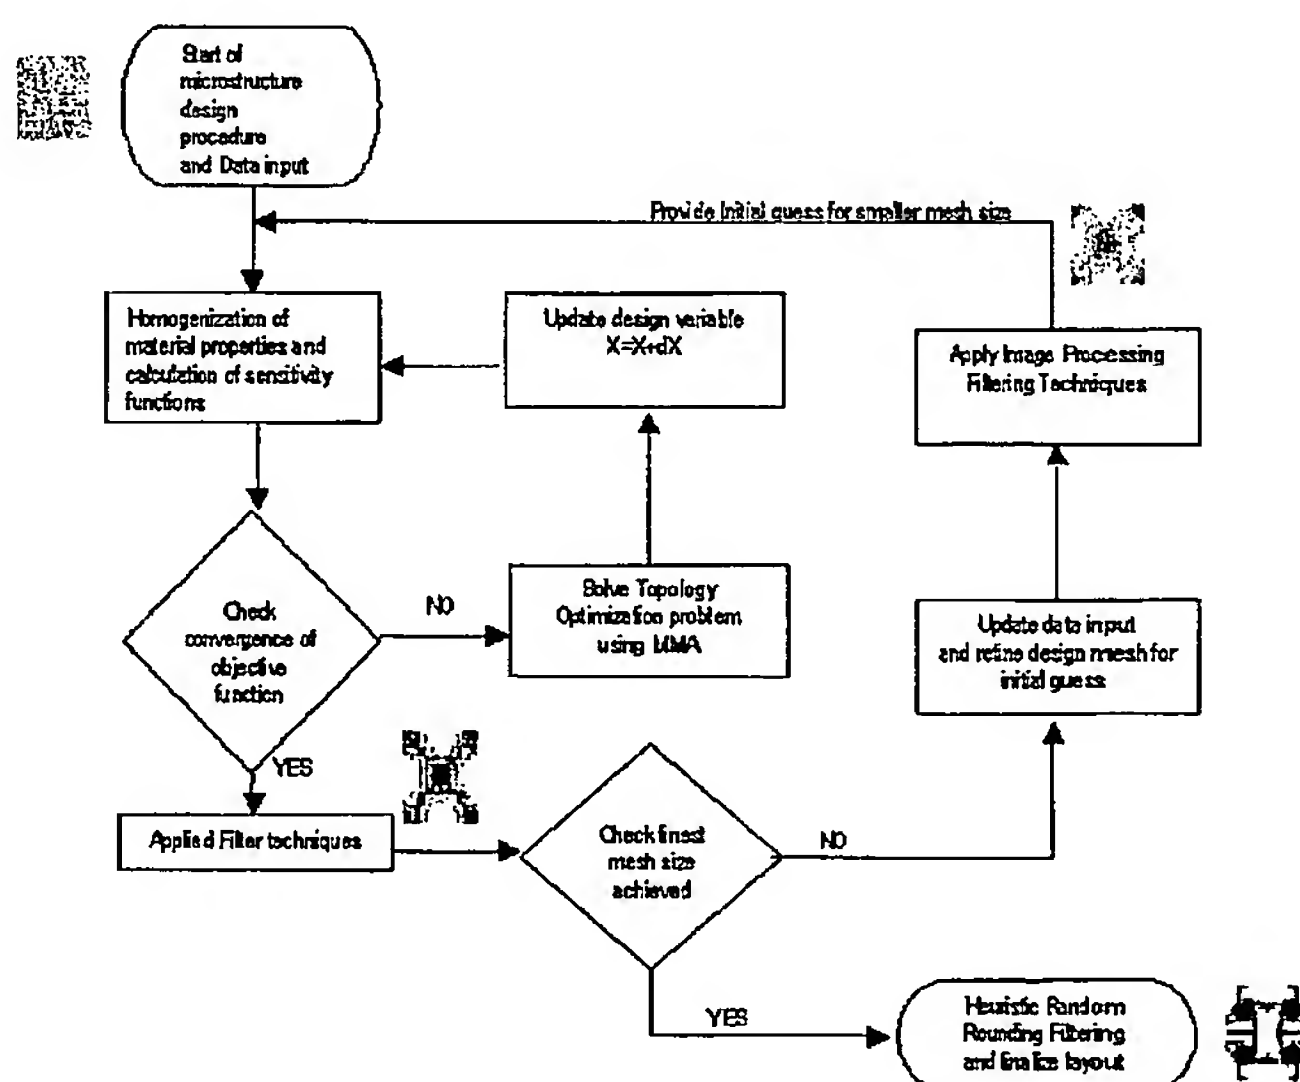 Start of
microstructure
design
procedure
and Data input
Provide Initial guess for smaller mesh size
Homogenization of
material properties and
calculation of sensitivity
functions
Update design variable
X=X+dX
Apply Image Processing
Filtering Techniques
Check
convergence of
objective
function
NO
Solve Topology
Optimization problem
using MMA
Update data input
and refine design mesh for
initial guess
YES
Applied Filter techniques
Check finest
mesh size
achieved
NO
YES
Heuristic Random
Rounding Filtering
and finalize layout